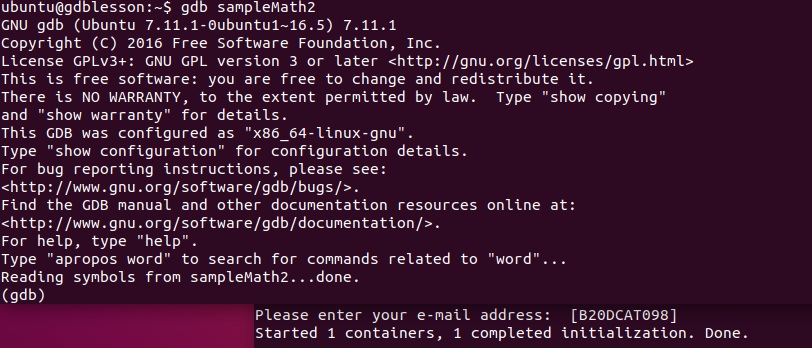 ubuntu@gdblesson:~$ gdb sampleMath2
GNU gdb (Ubuntu 7.11.1-0ubuntu1~16.5) 7.11.1
Copyright (C) 2016 Free Software Foundation, Inc.
License GPLv3+: GNU GPL version 3 or later <http://gnu.org/licenses/gpl.html>
This is free software: you are free to change and redistribute it.
There is NO WARRANTY, to the extent permitted by law.  Type "show copying"
and "show warranty" for details.
This GDB was configured as "x86_64-linux-gnu".
Type "show configuration" for configuration details.
For bug reporting instructions, please see:
<http://www.gnu.org/software/gdb/bugs/>.
Find the GDB manual and other documentation resources online at:
<http://www.gnu.org/software/gdb/documentation/>.
For help, type "help".
Type "apropos word" to search for commands related to "word"...
Reading symbols from sampleMath2...done.
(gdb)
Please enter your e-mail address:  [B20DCAT098]
Started 1 containers, 1 completed initialization. Done.